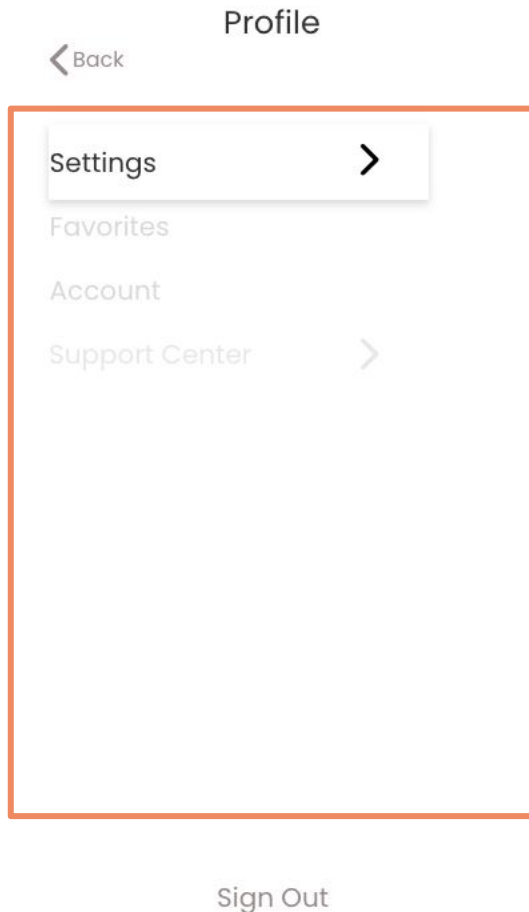 Profile
Back
Settings
Favorites
Account
Support Center
Sign Out